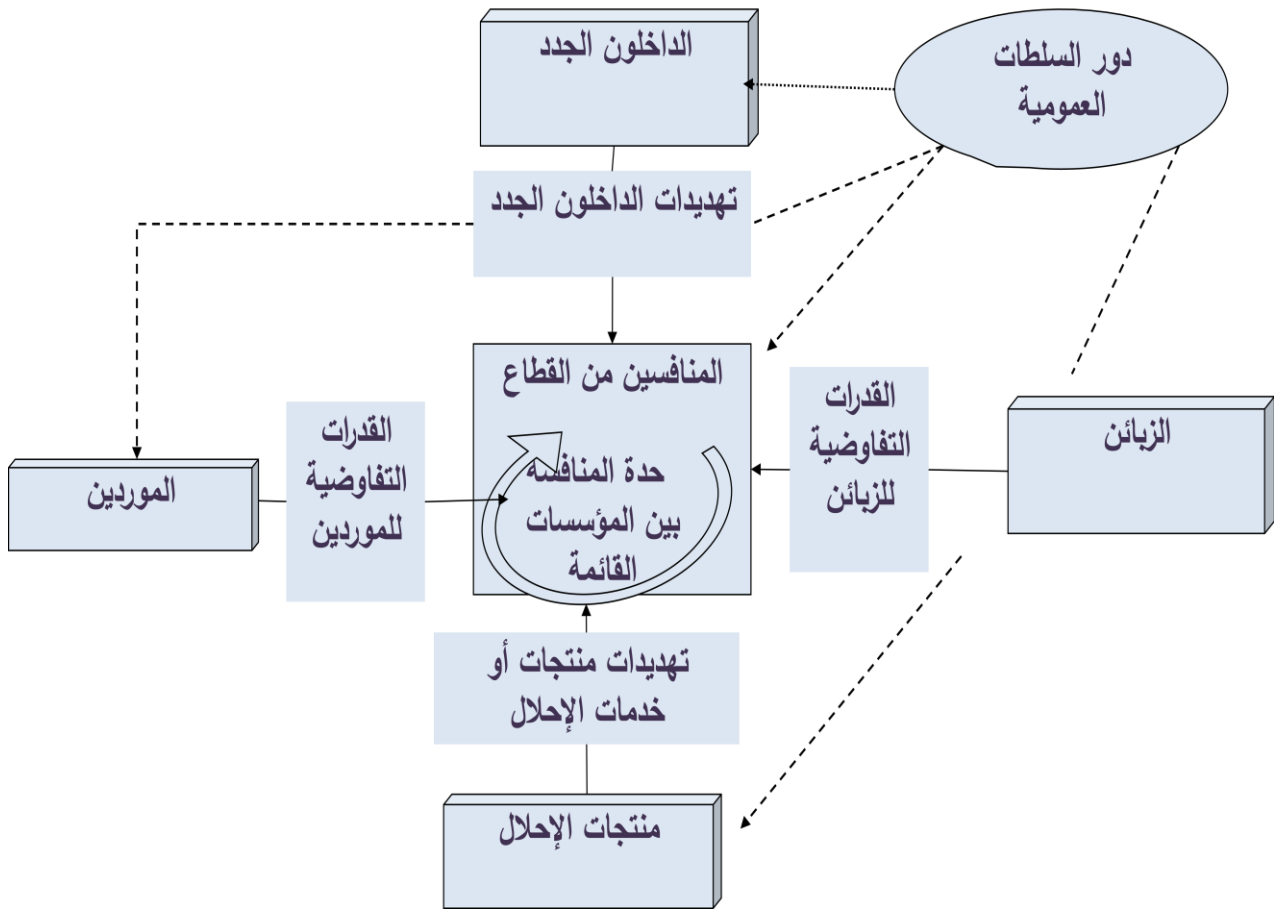 الداخلون الجدد
دور السلطات
العمومية
تهديدات الداخلون الجدد
المنافسين من القطاع
حدة المنافسة
بين المؤسسات
القائمة
القدرات
التفاوضية
للزبائن
الزبائن
القدرات
التفاوضية
للموردين
الموردين
تهديدات منتجات أو
خدمات الإحلال
منتجات الإحلال